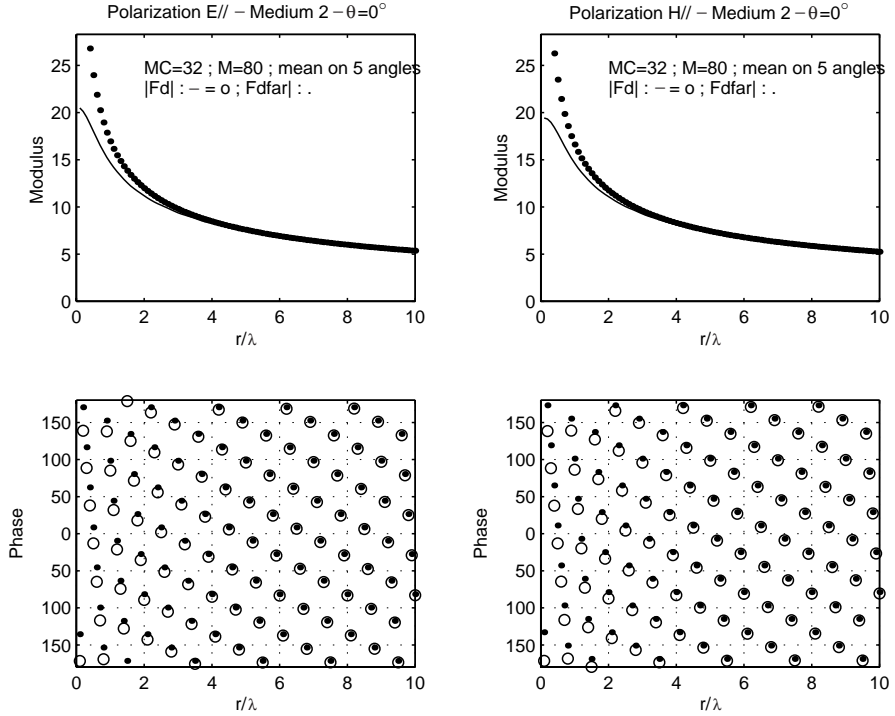 Polarization E// − Medium 2 − θ=0°
MC=32 ; M=80 ; mean on 5 angles
|Fd| : − = o ; Fdfar| : .
Modulus
25
20
15
10
5
0
0 2 4 6 8 10
r/λ
Polarization H// − Medium 2 − θ=0°
MC=32 ; M=80 ; mean on 5 angles
|Fd| : − = o ; Fdfar| : .
Modulus
25
20
15
10
5
0
0 2 4 6 8 10
r/λ
Phase
150
100
50
0
50
100
150
0 2 4 6 8 10
r/λ
Phase
150
100
50
0
50
100
150
0 2 4 6 8 10
r/λ